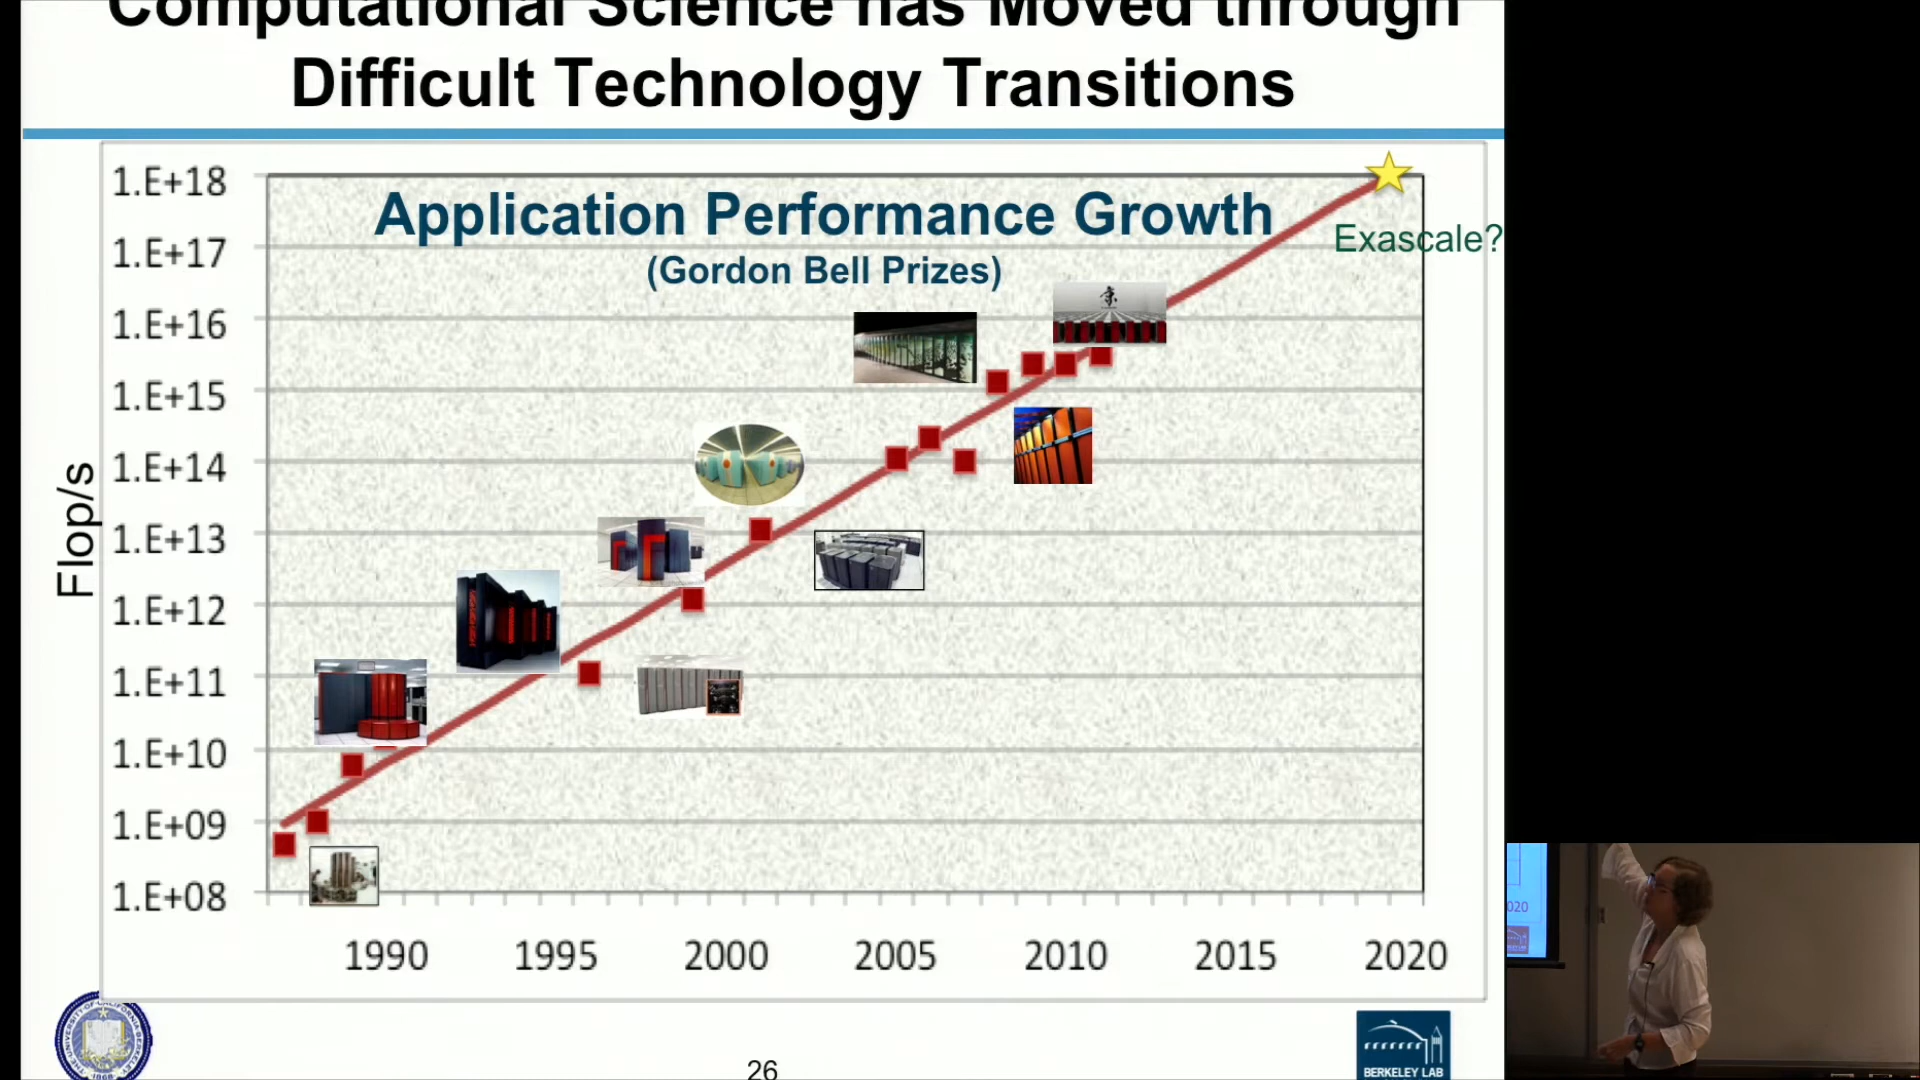 Computational Science has Moved through
Difficult Technology Transitions
Application Performance Growth
(Gordon Bell Prizes)
Exascale?
Flop/s
1.E+18
1.E+17
1.E+16
1.E+15
1.E+14
1.E+13
1.E+12
1.E+11
1.E+10
1.E+09
1.E+08
京
1990 1995 2000 2005 2010 2015 2020
26
BERKELEY LAB
020